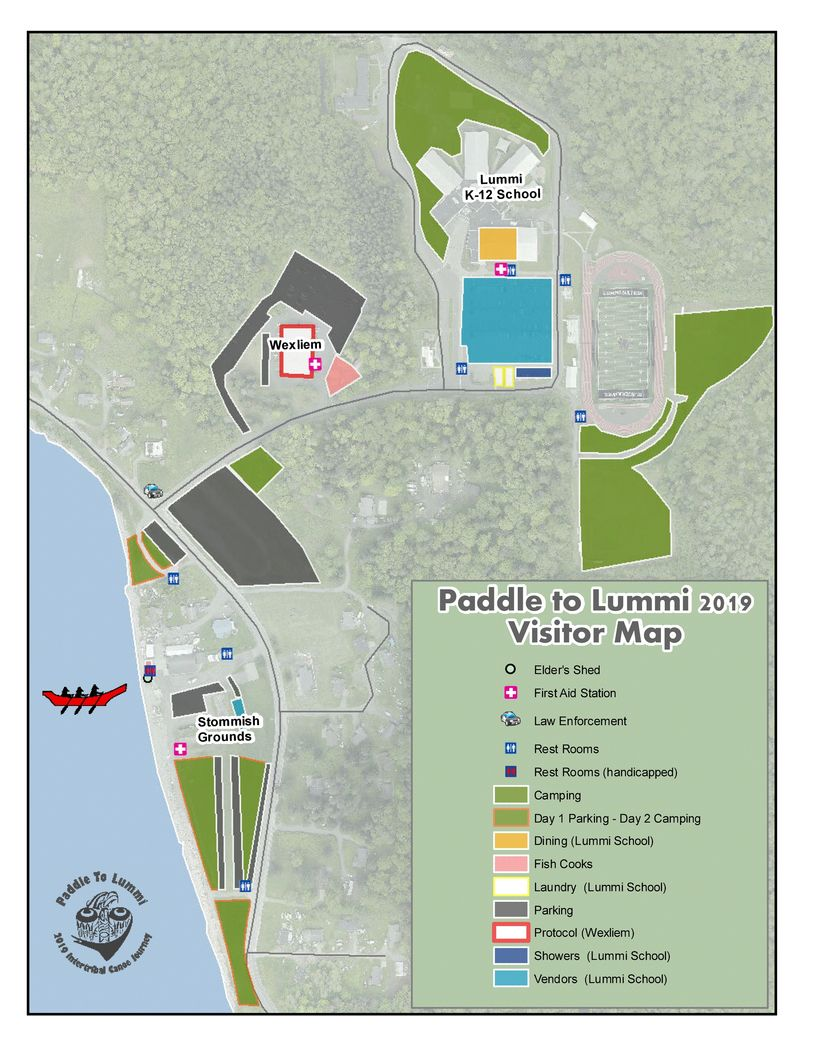 Lummi
K-12 School
LUMMI NATION
Wexliem
Stommish
Grounds
Paddle To Lummi
2019 Intertribal Canoe Journey
Paddle to Lummi 2019
Visitor Map
Elder's Shed
First Aid Station
Law Enforcement
Rest Rooms
Rest Rooms (handicapped)
Camping
Day 1 Parking - Day 2 Camping
Dining (Lummi School)
Fish Cooks
Laundry (Lummi School)
Parking
Protocol (Wexliem)
Showers (Lummi School)
Vendors (Lummi School)